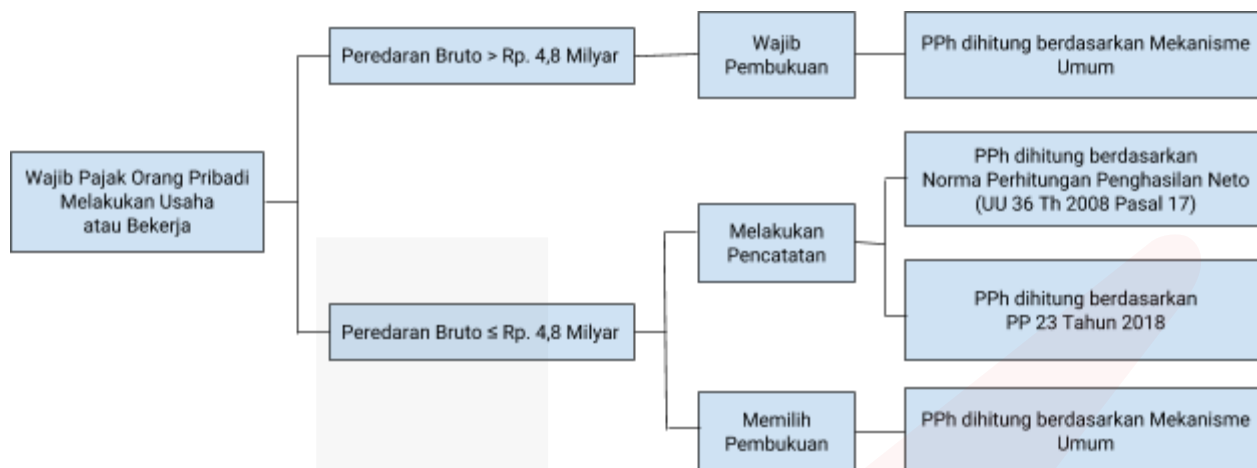 Wajib Pajak Orang Pribadi
Melakukan Usaha
atau Bekerja
Peredaran Bruto > Rp. 4,8 Milyar
Wajib
Pembukuan
PPh dihitung berdasarkan Mekanisme
Umum
Peredaran Bruto ≤ Rp. 4,8 Milyar
Melakukan
Pencatatan
PPh dihitung berdasarkan
Norma Perhitungan Penghasilan Neto
(UU 36 Th 2008 Pasal 17)
PPh dihitung berdasarkan
PP 23 Tahun 2018
Memilih
Pembukuan
PPh dihitung berdasarkan Mekanisme
Umum